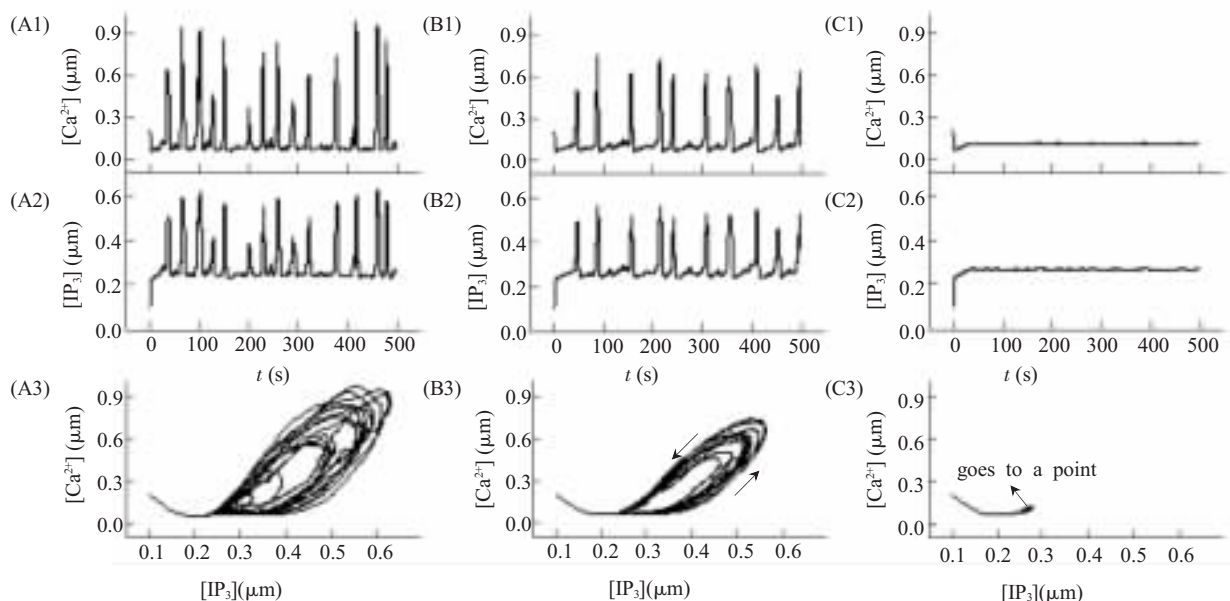 (A1)
[Ca²⁺] (μm)
0.9
0.6
0.3
0.0
(B1)
[Ca²⁺] (μm)
0.9
0.6
0.3
0.0
(C1)
[Ca²⁺] (μm)
0.9
0.6
0.3
0.0
(A2)
[IP₃] (μm)
0.6
0.4
0.2
0.0
0 100 200 300 400 500
t (s)
(B2)
[IP₃] (μm)
0.6
0.4
0.2
0.0
0 100 200 300 400 500
t (s)
(C2)
[IP₃] (μm)
0.6
0.4
0.2
0.0
0 100 200 300 400 500
t (s)
(A3)
[Ca²⁺] (μm)
0.9
0.6
0.3
0.0
0.1 0.2 0.3 0.4 0.5 0.6
[IP₃](μm)
(B3)
[Ca²⁺] (μm)
0.9
0.6
0.3
0.0
0.1 0.2 0.3 0.4 0.5 0.6
[IP₃](μm)
(C3)
[Ca²⁺] (μm)
0.9
0.6
0.3
0.0
goes to a point
0.1 0.2 0.3 0.4 0.5 0.6
[IP₃](μm)